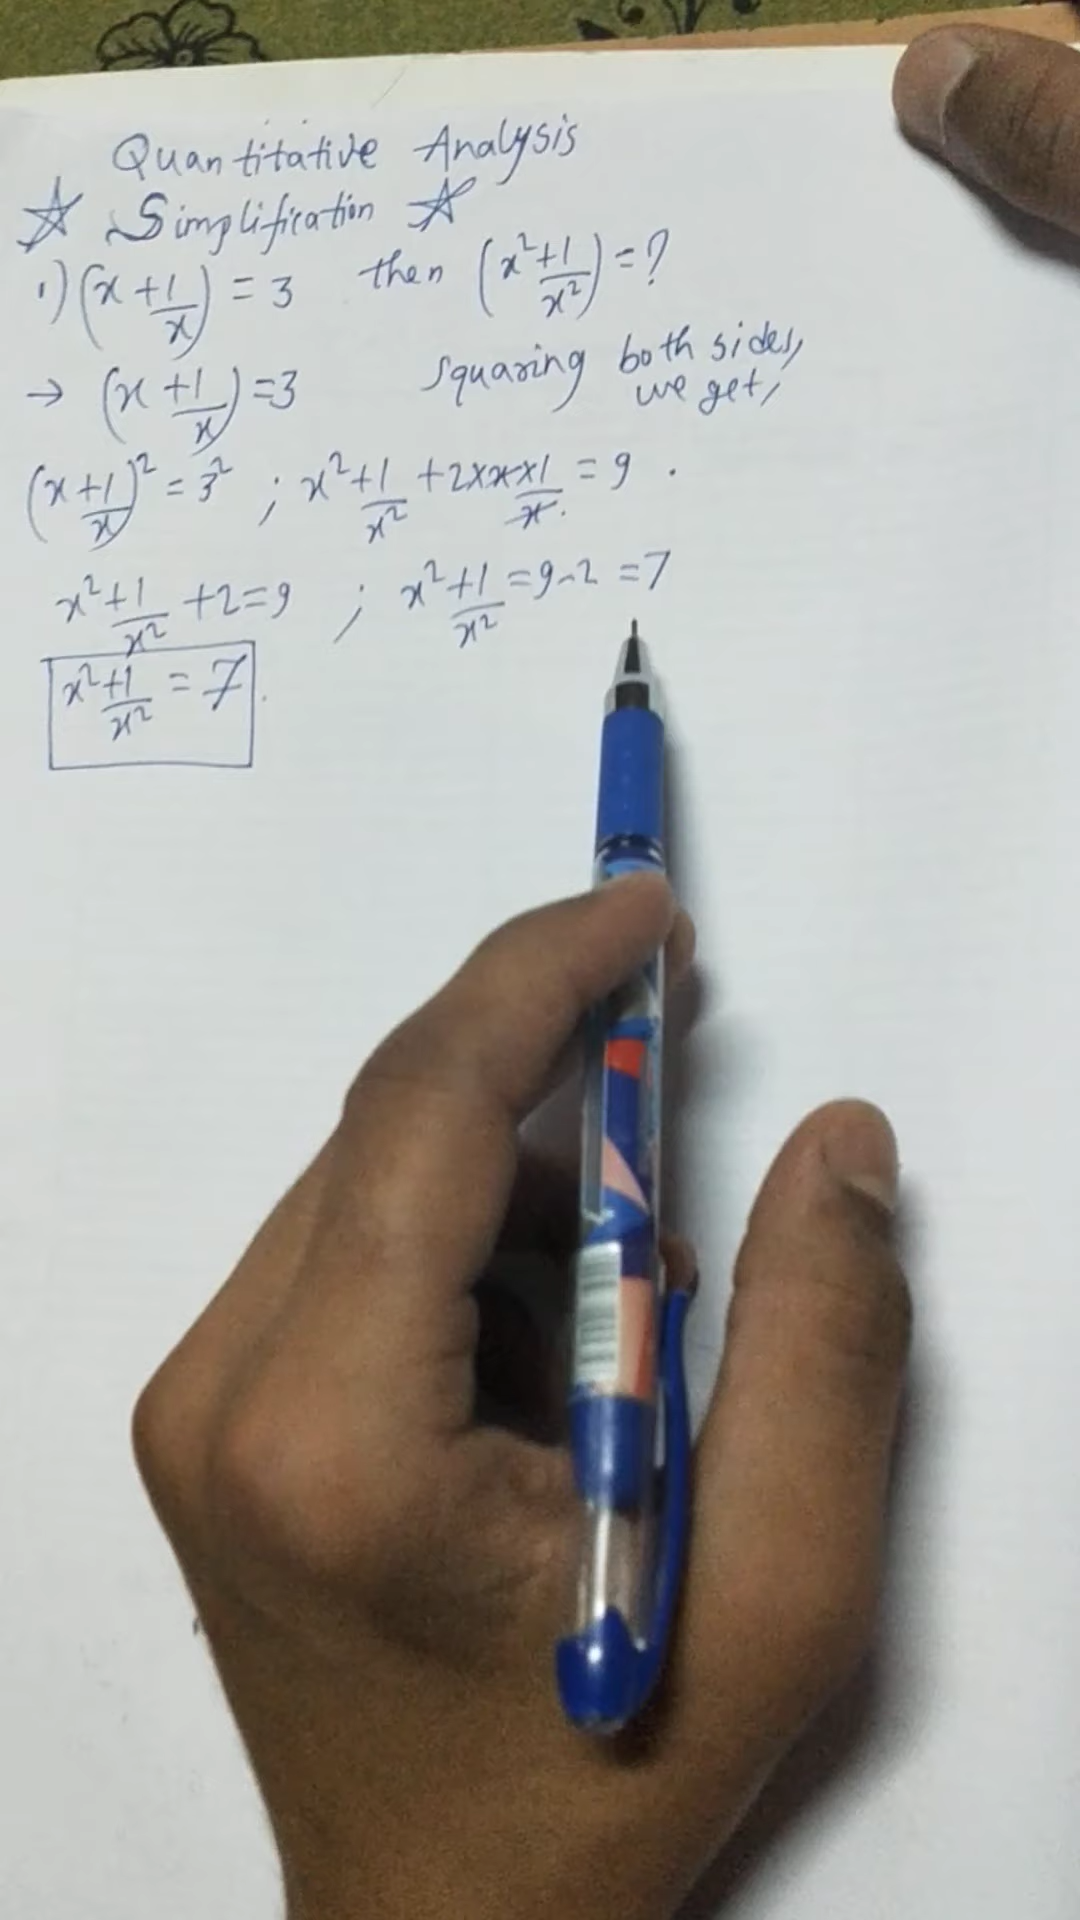 Quantitative Analysis
☆ Simplification ☆
1) (x + 1/x) = 3 then (x² + 1/x²) = ?
→ (x + 1/x) = 3 squaring both sides,
we get,
(x + 1/x)² = 3² ; x² + 1/x² + 2 × x × 1/x = 9 .
x² + 1/x² + 2 = 9 ; x² + 1/x² = 9 - 2 = 7
x² + 1/x² = 7 .